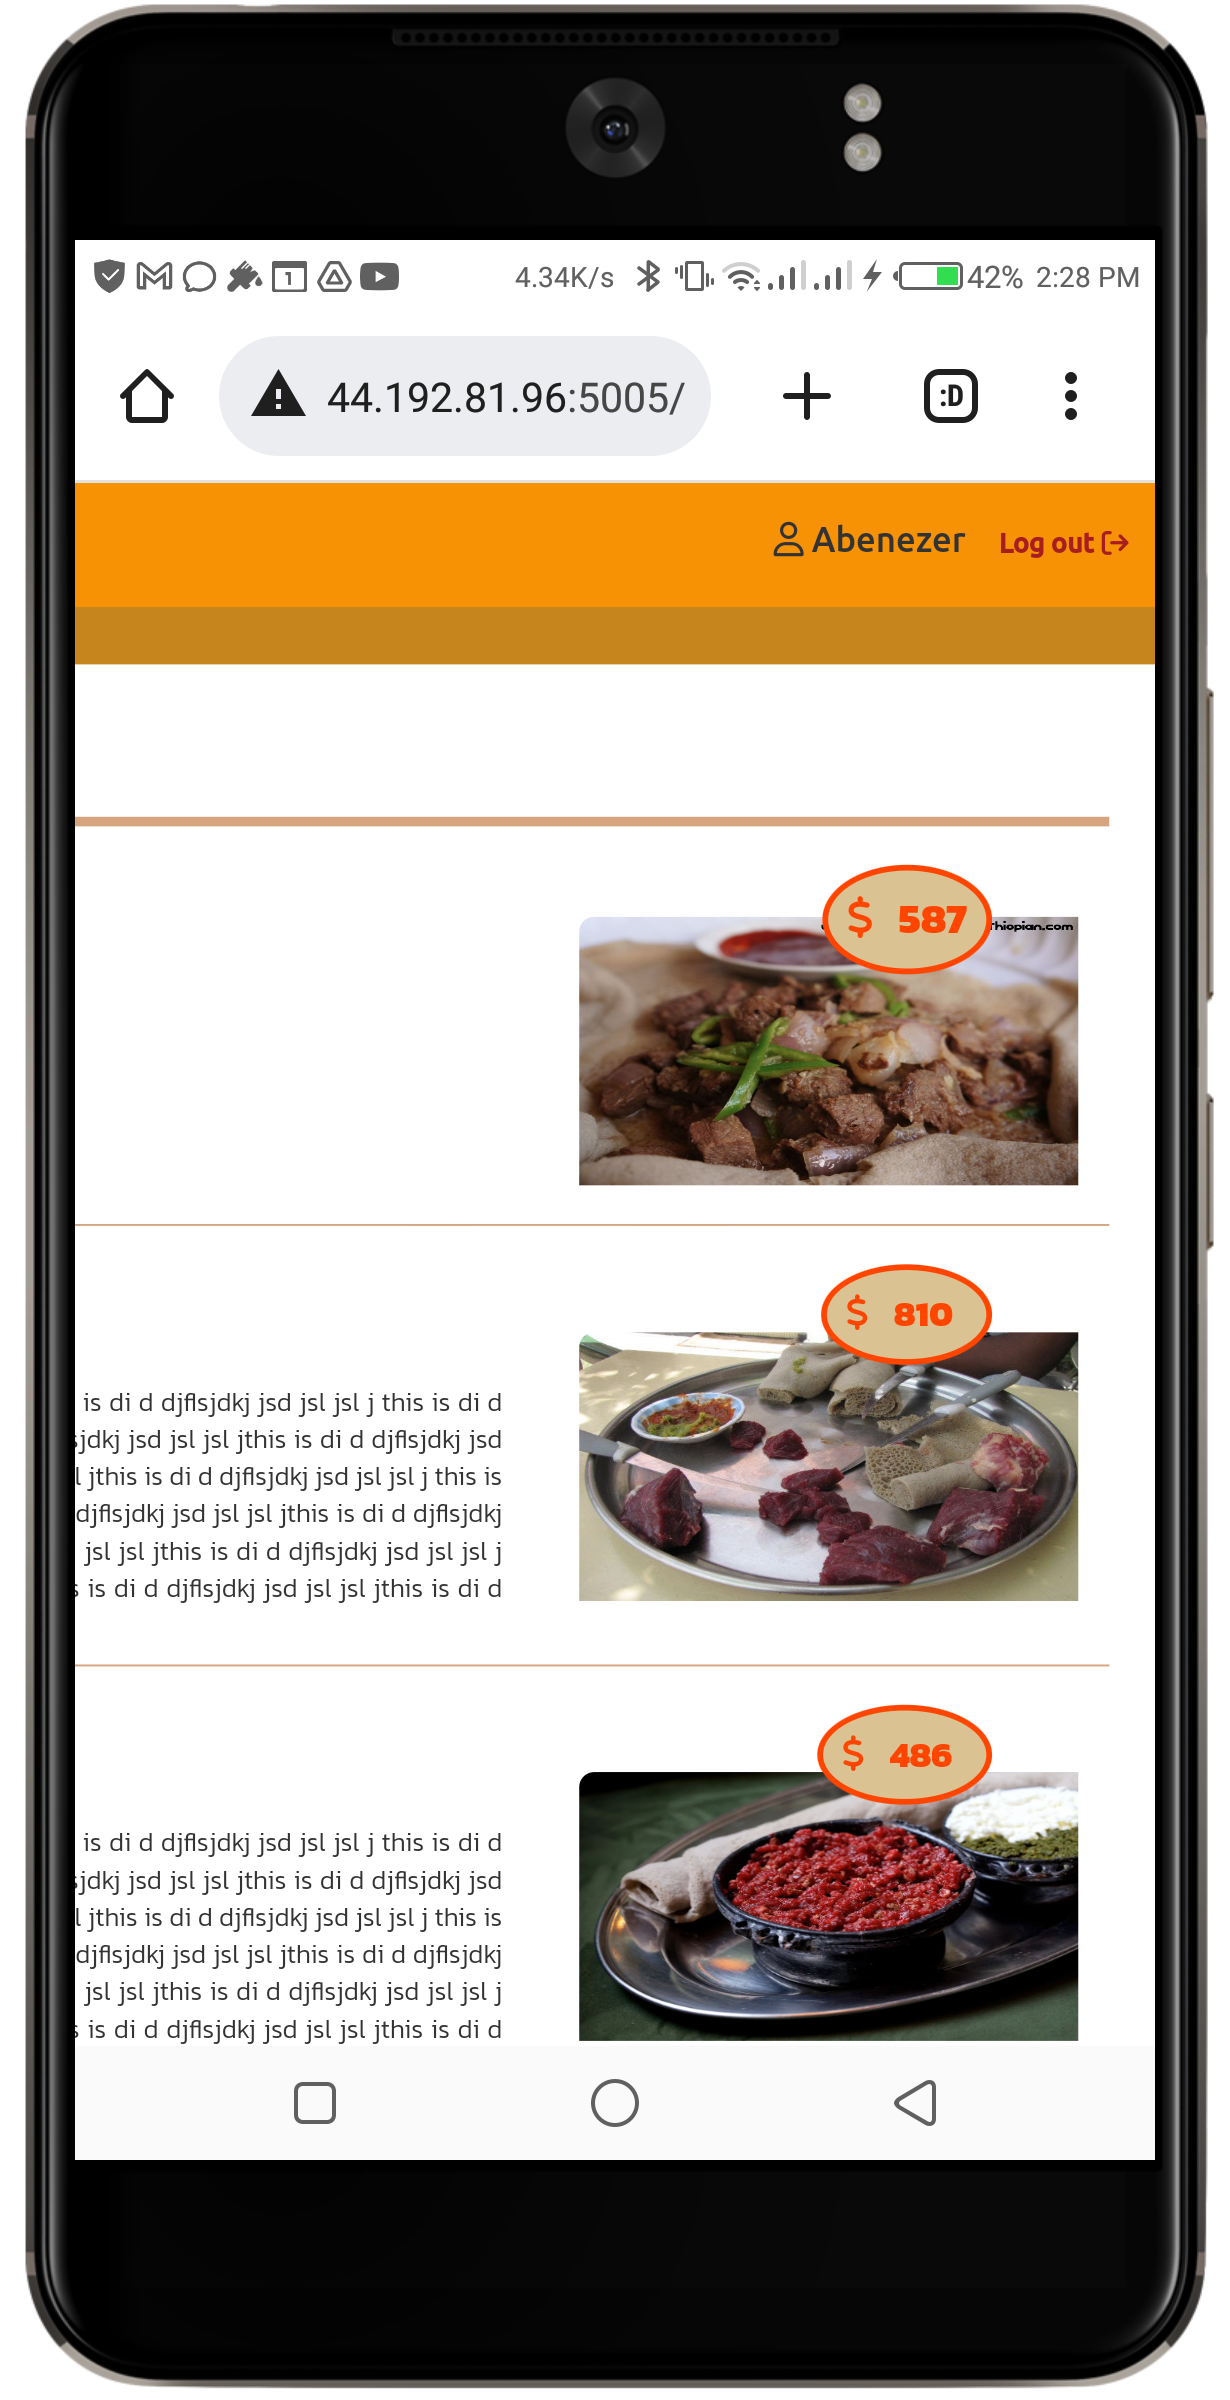 4.34K/s 42% 2:28 PM
1
44.192.81.96:5005/ :D
Abenezer Log out
$ 587
Thiopian.com
$ 810
is di d djflsjdkj jsd jsl jsl j this is di d
sjdkj jsd jsl jsl jthis is di d djflsjdkj jsd
l jthis is di d djflsjdkj jsd jsl jsl j this is
djflsjdkj jsd jsl jsl jthis is di d djflsjdkj
jsl jsl jthis is di d djflsjdkj jsd jsl jsl j
s is di d djflsjdkj jsd jsl jsl jthis is di d
$ 486
is di d djflsjdkj jsd jsl jsl j this is di d
sjdkj jsd jsl jsl jthis is di d djflsjdkj jsd
l jthis is di d djflsjdkj jsd jsl jsl j this is
djflsjdkj jsd jsl jsl jthis is di d djflsjdkj
jsl jsl jthis is di d djflsjdkj jsd jsl jsl j
s is di d djflsjdkj jsd jsl jsl jthis is di d